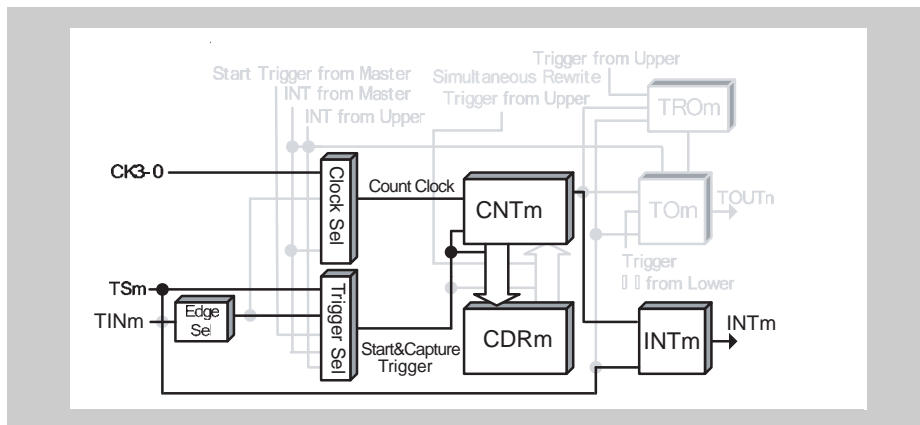 Trigger from Upper
Start Trigger from Master
Simultaneous Rewrite
INT from Master
Trigger from Upper
INT from Upper
TROm
CK3-0
Clock Sel
Count Clock
CNTm
TOm
TOUTn
Trigger
from Lower
TSm
TINm
Edge
Sel
Trigger Sel
Start&Capture
Trigger
CDRm
INTm
INTm